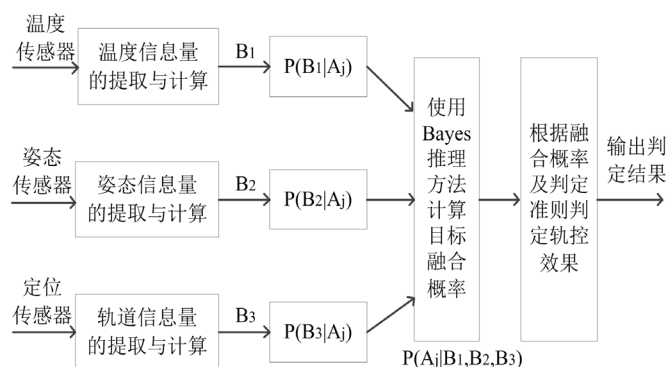 温度
传感器
温度信息量
的提取与计算
B1
P(B1|Aj)
姿态
传感器
姿态信息量
的提取与计算
B2
P(B2|Aj)
定位
传感器
轨道信息量
的提取与计算
B3
P(B3|Aj)
使用
Bayes
推理
方法
计算
目标
融合
概率
P(Aj|B1,B2,B3)
根据融
合概率
及判定
准则判
定轨控
效果
输出判
定结果